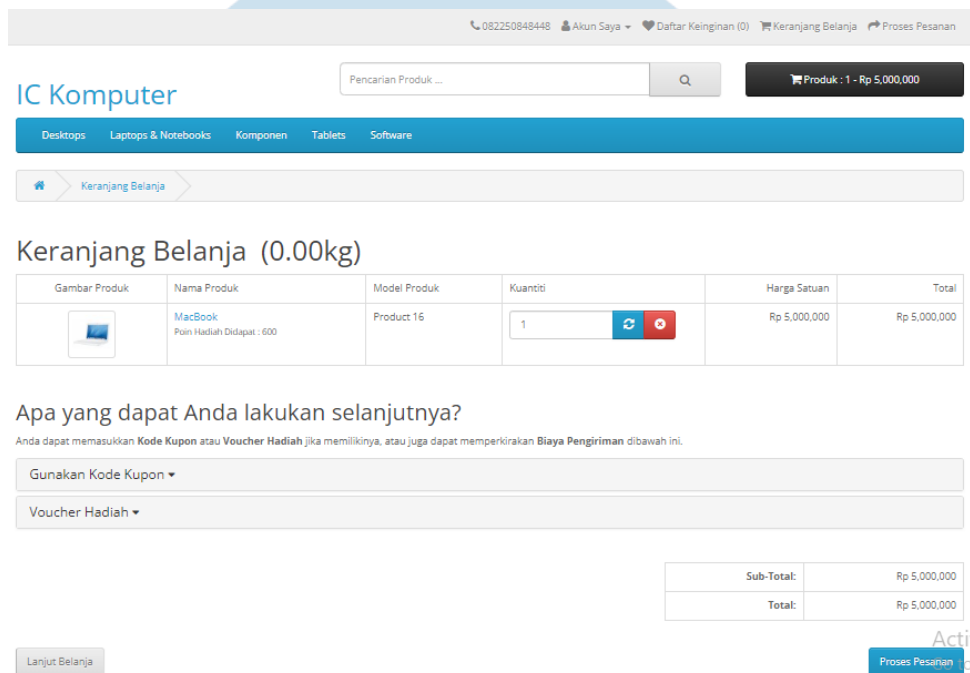 082250848448 Akun Saya Daftar Keinginan (0) Keranjang Belanja Proses Pesanan
IC Komputer
Pencarian Produk ...
Produk : 1 - Rp 5,000,000
Desktops Laptops & Notebooks Komponen Tablets Software
Keranjang Belanja
Keranjang Belanja (0.00kg)
Gambar Produk Nama Produk Model Produk Kuantiti Harga Satuan Total
MacBook Product 16 1 Rp 5,000,000 Rp 5,000,000
Poin Hadiah Didapat : 600
Apa yang dapat Anda lakukan selanjutnya?
Anda dapat memasukkan Kode Kupon atau Voucher Hadiah jika memilikinya, atau juga dapat memperkirakan Biaya Pengiriman dibawah ini.
Gunakan Kode Kupon
Voucher Hadiah
Sub-Total: Rp 5,000,000
Total: Rp 5,000,000
Acti
Lanjut Belanja Proses Pesanan